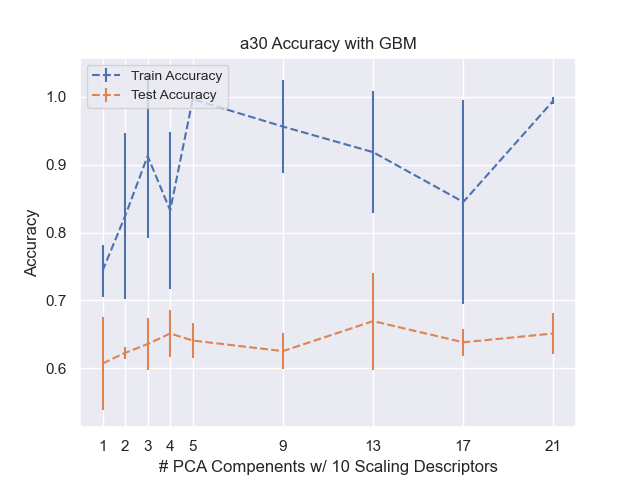 a30 Accuracy with GBM
Train Accuracy
Test Accuracy
1.0
0.9
0.8
0.7
0.6
Accuracy
1 2 3 4 5 9 13 17 21
# PCA Compenents w/ 10 Scaling Descriptors